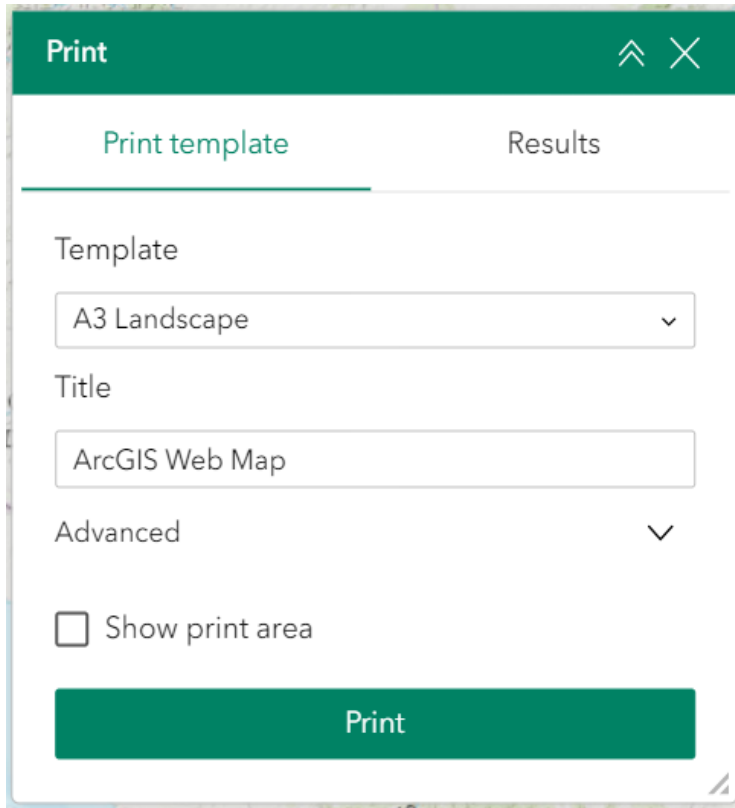 Print
Print template Results
Template
A3 Landscape
Title
ArcGIS Web Map
Advanced
Show print area
Print